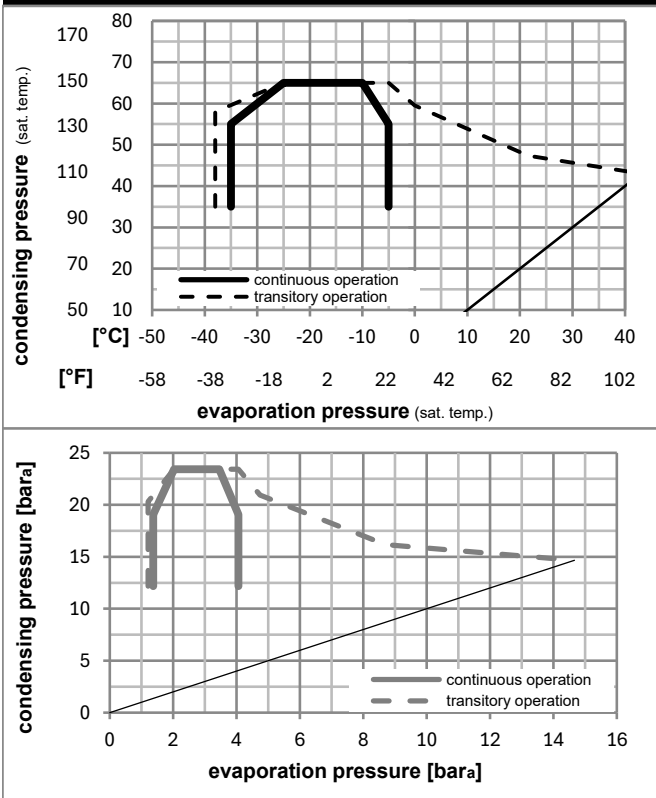 condensing pressure (sat. temp.)
170 80
70
150 60
130 50
110 40
90 30
70 20
50 10
continuous operation
transitory operation
[°C] -50 -40 -30 -20 -10 0 10 20 30 40
[°F] -58 -38 -18 2 22 42 62 82 102
evaporation pressure (sat. temp.)
condensing pressure [bara]
25
20
15
10
5
0
continuous operation
transitory operation
0 2 4 6 8 10 12 14 16
evaporation pressure [bara]